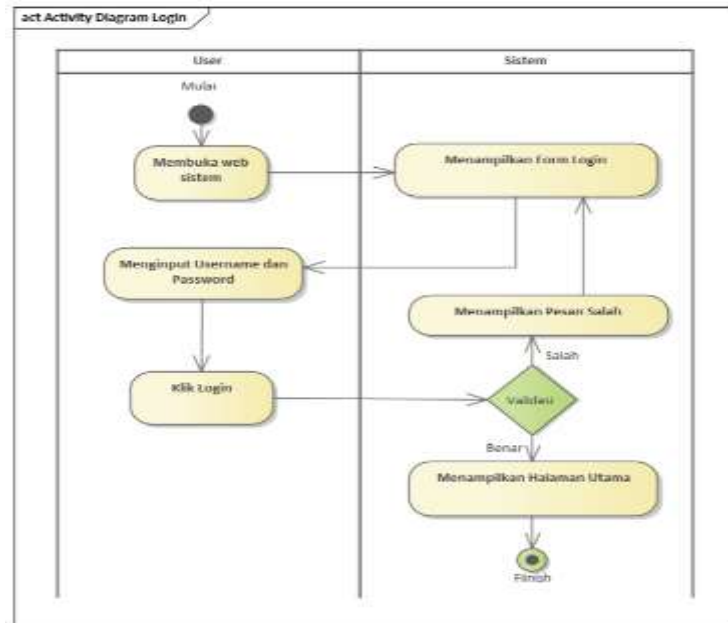 act Activity Diagram Login
User
Sistem
Mulai
Membuka web
sistem
Menampilkan Form Login
Menginput Username dan
Password
Menampilkan Pesan Salah
Salah
Klik Login
Validasi
Benar
Menampilkan Halaman Utama
Finish